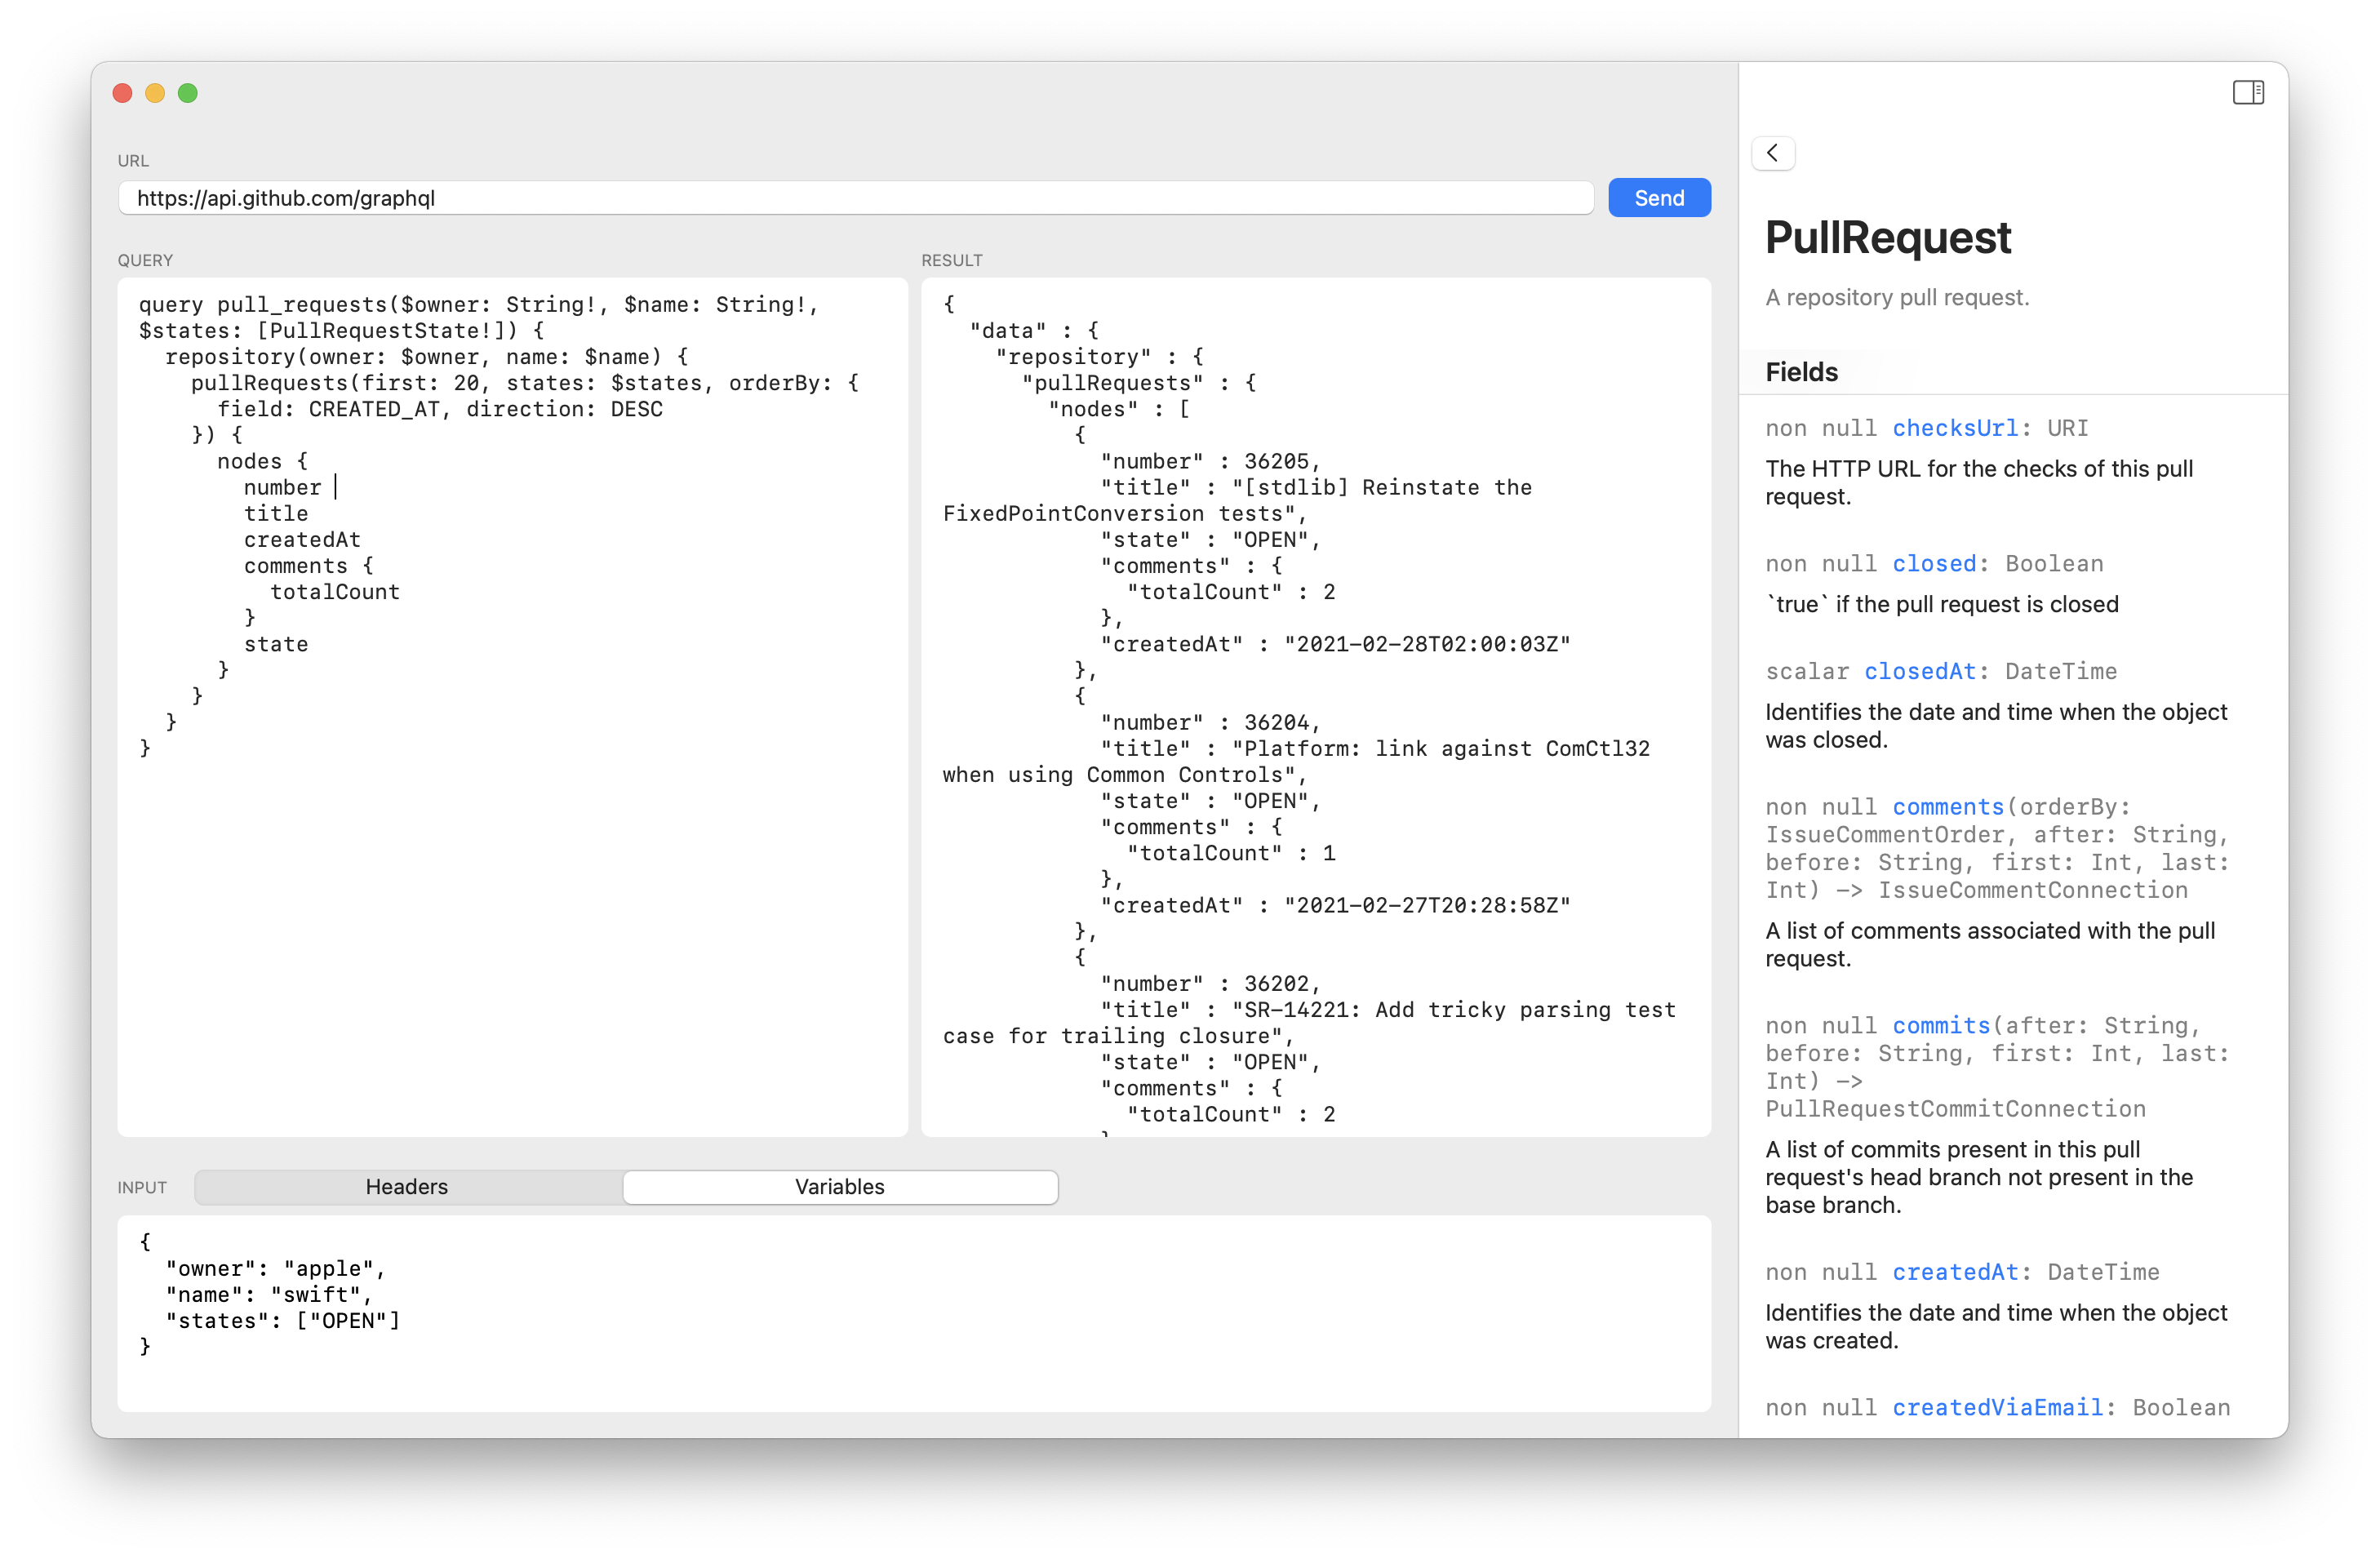 URL
https://api.github.com/graphql
Send
QUERY
query pull_requests($owner: String!, $name: String!,
$states: [PullRequestState!]) {
  repository(owner: $owner, name: $name) {
    pullRequests(first: 20, states: $states, orderBy: {
      field: CREATED_AT, direction: DESC
    }) {
      nodes {
        number
        title
        createdAt
        comments {
          totalCount
        }
        state
      }
    }
  }
}
RESULT
{
  "data" : {
    "repository" : {
      "pullRequests" : {
        "nodes" : [
          {
            "number" : 36205,
            "title" : "[stdlib] Reinstate the
FixedPointConversion tests",
            "state" : "OPEN",
            "comments" : {
              "totalCount" : 2
            },
            "createdAt" : "2021-02-28T02:00:03Z"
          },
          {
            "number" : 36204,
            "title" : "Platform: link against ComCtl32
when using Common Controls",
            "state" : "OPEN",
            "comments" : {
              "totalCount" : 1
            },
            "createdAt" : "2021-02-27T20:28:58Z"
          },
          {
            "number" : 36202,
            "title" : "SR-14221: Add tricky parsing test
case for trailing closure",
            "state" : "OPEN",
            "comments" : {
              "totalCount" : 2
INPUT
Headers
Variables
{
  "owner": "apple",
  "name": "swift",
  "states": ["OPEN"]
}
PullRequest
A repository pull request.
Fields
non null checksUrl: URI
The HTTP URL for the checks of this pull
request.
non null closed: Boolean
`true` if the pull request is closed
scalar closedAt: DateTime
Identifies the date and time when the object
was closed.
non null comments(orderBy:
IssueCommentOrder, after: String,
before: String, first: Int, last:
Int) -> IssueCommentConnection
A list of comments associated with the pull
request.
non null commits(after: String,
before: String, first: Int, last:
Int) ->
PullRequestCommitConnection
A list of commits present in this pull
request's head branch not present in the
base branch.
non null createdAt: DateTime
Identifies the date and time when the object
was created.
non null createdViaEmail: Boolean